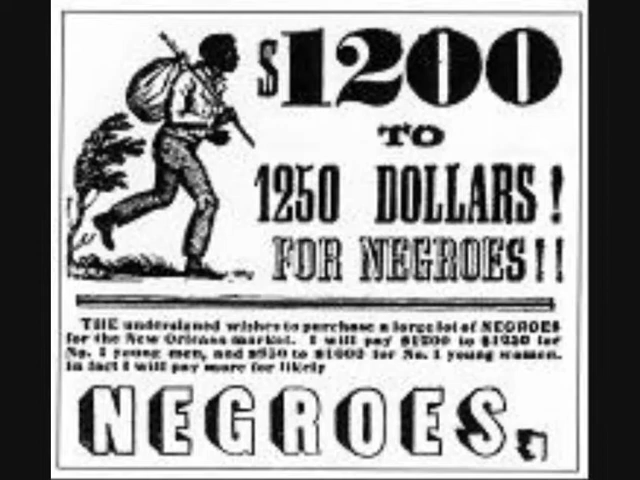 $1200
TO
1250 DOLLARS!
FOR NEGROES!!
THE undersigned wishes to purchase a large lot of NEGROES
for the New Orleans market. I will pay $1200 to $1250 for
No. 1 young men, and $850 to $1000 for No. 1 young women.
In fact I will pay more for likely
NEGROES,